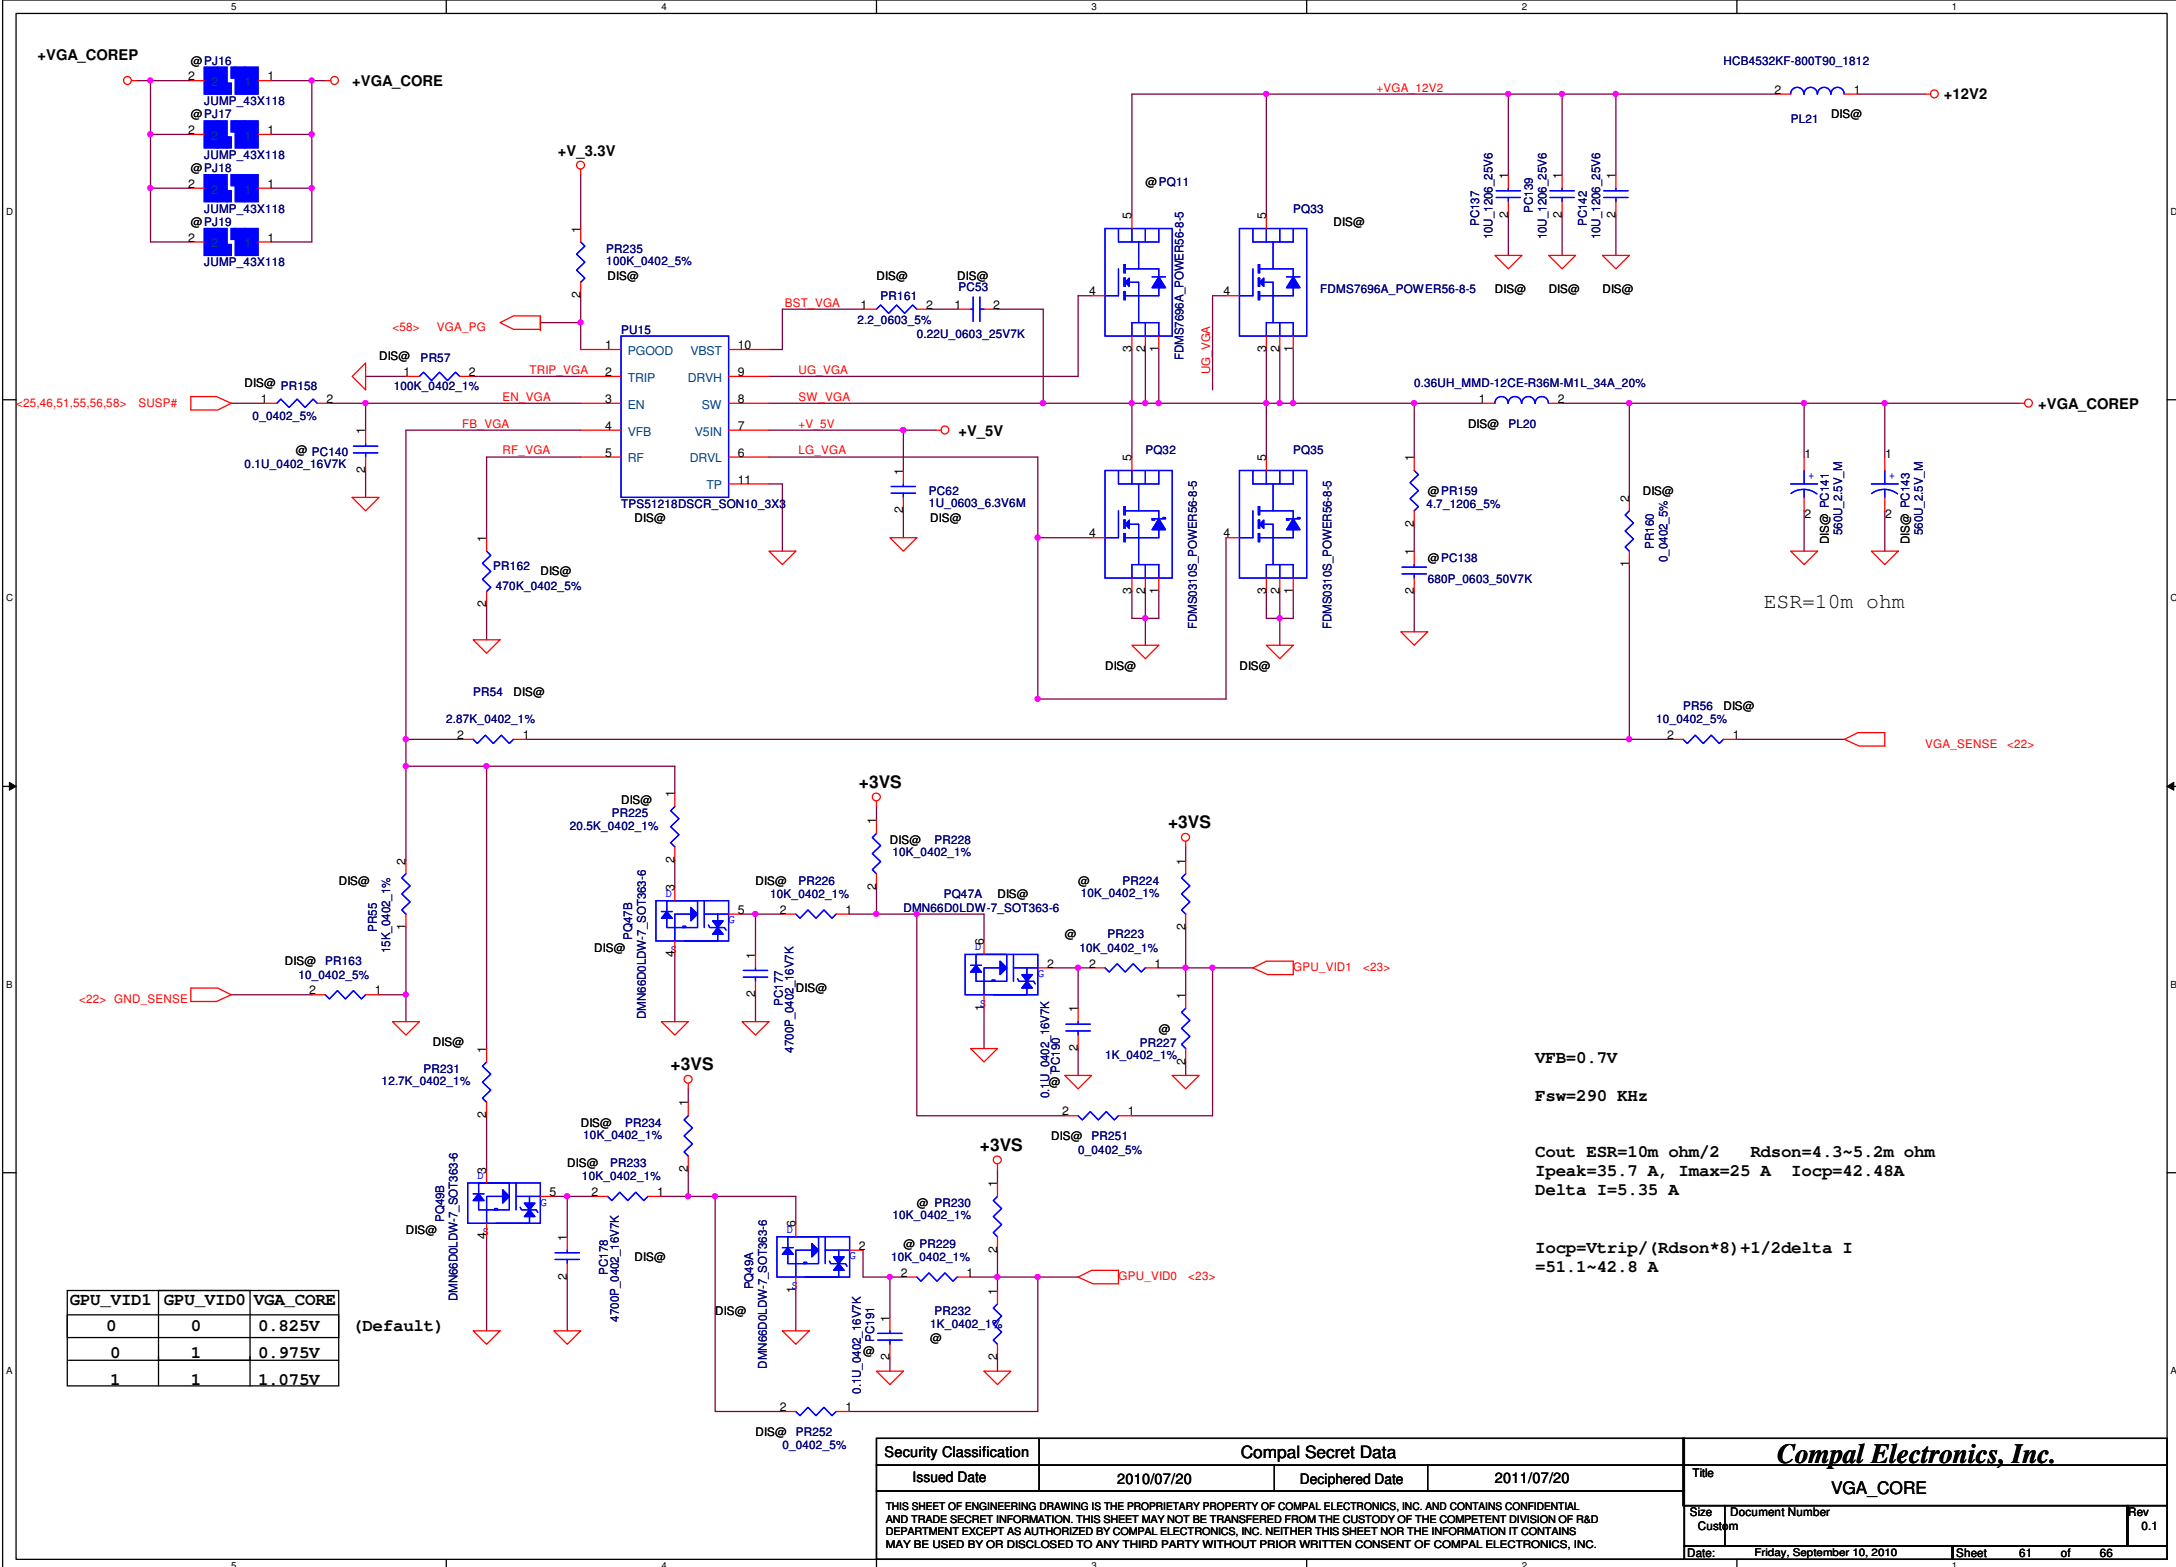 +VGA_COREP
@PJ16
JUMP_43X118
+VGA_CORE
@PJ17
JUMP_43X118
@PJ18
JUMP_43X118
@PJ19
JUMP_43X118
+V_3.3V
PR235
100K_0402_5%
DIS@
<58> VGA_PG
DIS@ PR57
100K_0402_1%
DIS@ PR158
0_0402_5%
<25,46,51,55,56,58> SUSP#
@ PC140
0.1U_0402_16V7K
TRIP_VGA
EN_VGA
FB_VGA
RF_VGA
PU15
1 PGOOD VBST 10
2 TRIP DRVH 9
3 EN SW 8
4 VFB V5IN 7
5 RF DRVL 6
TP 11
TPS51218DSCR_SON10_3X3
DIS@
PR162 DIS@
470K_0402_5%
BST_VGA
DIS@
PR161
2.2_0603_5%
DIS@
PC53
0.22U_0603_25V7K
UG_VGA
SW_VGA
+V_5V
+V_5V
LG_VGA
PC62
1U_0603_6.3V6M
DIS@
@PQ11
FDMS7696A_POWER56-8-5
PQ33
DIS@
FDMS7696A_POWER56-8-5
UG_VGA
PQ32
FDMS0310S_POWER56-8-5
DIS@
PQ35
FDMS0310S_POWER56-8-5
DIS@
+VGA_12V2
HCB4532KF-800T90_1812
PL21 DIS@
+12V2
PC137
10U_1206_25V6
DIS@
PC139
10U_1206_25V6
DIS@
PC142
10U_1206_25V6
DIS@
0.36UH_MMD-12CE-R36M-M1L_34A_20%
DIS@ PL20
+VGA_COREP
@PR159
4.7_1206_5%
@PC138
680P_0603_50V7K
DIS@
PR160
0_0402_5%
DIS@ PC141
560U_2.5V_M
DIS@ PC143
560U_2.5V_M
ESR=10m ohm
PR54 DIS@
2.87K_0402_1%
PR56 DIS@
10_0402_5%
VGA_SENSE <22>
DIS@
PR225
20.5K_0402_1%
+3VS
DIS@ PR228
10K_0402_1%
+3VS
@ PR224
10K_0402_1%
DIS@
PR55
15K_0402_1%
DIS@ PR163
10_0402_5%
<22> GND_SENSE
PQ47B
DMN66D0LDW-7_SOT363-6
DIS@
DIS@ PR226
10K_0402_1%
PC177
4700P_0402_16V7K
DIS@
PQ47A DIS@
DMN66D0LDW-7_SOT363-6
@ PR223
10K_0402_1%
GPU_VID1 <23>
0.1U_0402_16V7K
@ PC190
@
PR227
1K_0402_1%
DIS@ PR251
0_0402_5%
DIS@
PR231
12.7K_0402_1%
+3VS
DIS@ PR234
10K_0402_1%
DIS@ PR233
10K_0402_1%
PQ49B
DMN66D0LDW-7_SOT363-6
DIS@
PC178
4700P_0402_16V7K
DIS@
PQ49A
DMN66D0LDW-7_SOT363-6
DIS@
+3VS
@ PR230
10K_0402_1%
@ PR229
10K_0402_1%
GPU_VID0 <23>
0.1U_0402_16V7K
@ PC191
PR232
1K_0402_1%
@
DIS@ PR252
0_0402_5%
VFB=0.7V
Fsw=290 KHz
Cout ESR=10m ohm/2 Rdson=4.3~5.2m ohm
Ipeak=35.7 A, Imax=25 A Iocp=42.48A
Delta I=5.35 A
Iocp=Vtrip/(Rdson*8)+1/2delta I
=51.1~42.8 A
GPU_VID1 GPU_VID0 VGA_CORE
0 0 0.825V (Default)
0 1 0.975V
1 1 1.075V
Security Classification Compal Secret Data
Issued Date 2010/07/20 Deciphered Date 2011/07/20
THIS SHEET OF ENGINEERING DRAWING IS THE PROPRIETARY PROPERTY OF COMPAL ELECTRONICS, INC. AND CONTAINS CONFIDENTIAL
AND TRADE SECRET INFORMATION. THIS SHEET MAY NOT BE TRANSFERED FROM THE CUSTODY OF THE COMPETENT DIVISION OF R&D
DEPARTMENT EXCEPT AS AUTHORIZED BY COMPAL ELECTRONICS, INC. NEITHER THIS SHEET NOR THE INFORMATION IT CONTAINS
MAY BE USED BY OR DISCLOSED TO ANY THIRD PARTY WITHOUT PRIOR WRITTEN CONSENT OF COMPAL ELECTRONICS, INC.
Compal Electronics, Inc.
Title
VGA_CORE
Size Document Number Rev
Custom 0.1
Date: Friday, September 10, 2010 Sheet 61 of 66